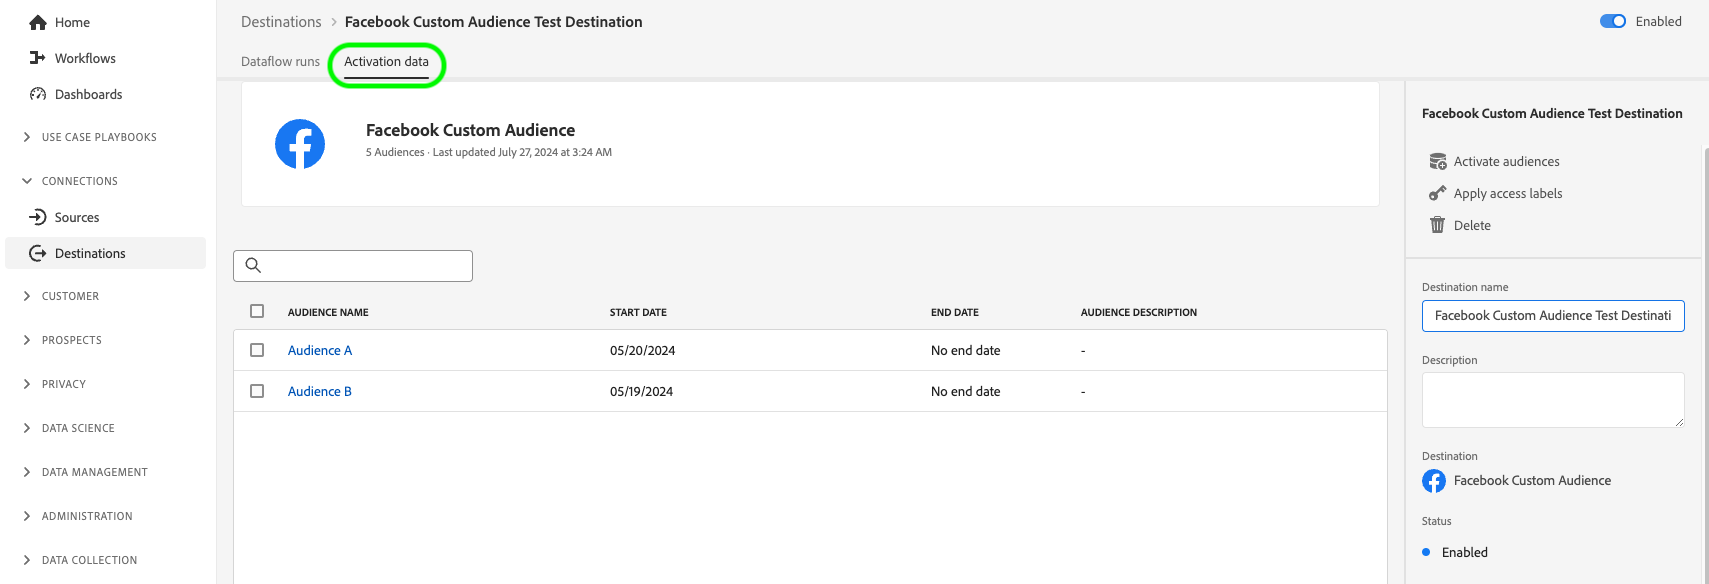 Home
Workflows
Dashboards
USE CASE PLAYBOOKS
CONNECTIONS
Sources
Destinations
CUSTOMER
PROSPECTS
PRIVACY
DATA SCIENCE
DATA MANAGEMENT
ADMINISTRATION
DATA COLLECTION
Destinations > Facebook Custom Audience Test Destination
Enabled
Dataflow runs Activation data
Facebook Custom Audience
5 Audiences · Last updated July 27, 2024 at 3:24 AM
AUDIENCE NAME START DATE END DATE AUDIENCE DESCRIPTION
Audience A 05/20/2024 No end date -
Audience B 05/19/2024 No end date -
Facebook Custom Audience Test Destination
Activate audiences
Apply access labels
Delete
Destination name
Facebook Custom Audience Test Destinati
Description
Destination
Facebook Custom Audience
Status
Enabled